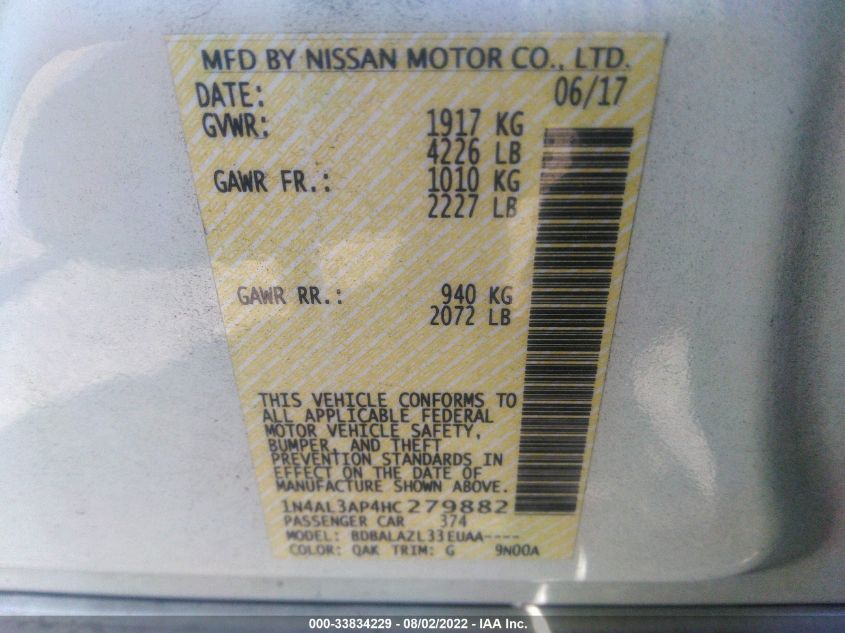 MFD BY NISSAN MOTOR CO., LTD.
DATE: 06/17
GVWR: 1917 KG
4226 LB
GAWR FR.: 1010 KG
2227 LB
GAWR RR.: 940 KG
2072 LB
THIS VEHICLE CONFORMS TO
ALL APPLICABLE FEDERAL
MOTOR VEHICLE SAFETY,
BUMPER, AND THEFT
PREVENTION STANDARDS IN
EFFECT ON THE DATE OF
MANUFACTURE SHOWN ABOVE.
1N4AL3AP4HC279882
PASSENGER CAR 374
MODEL: BDBALAZL33EUAA----
COLOR: QAK TRIM: G 9N00A
000-33834229 - 08/02/2022 - IAA Inc.